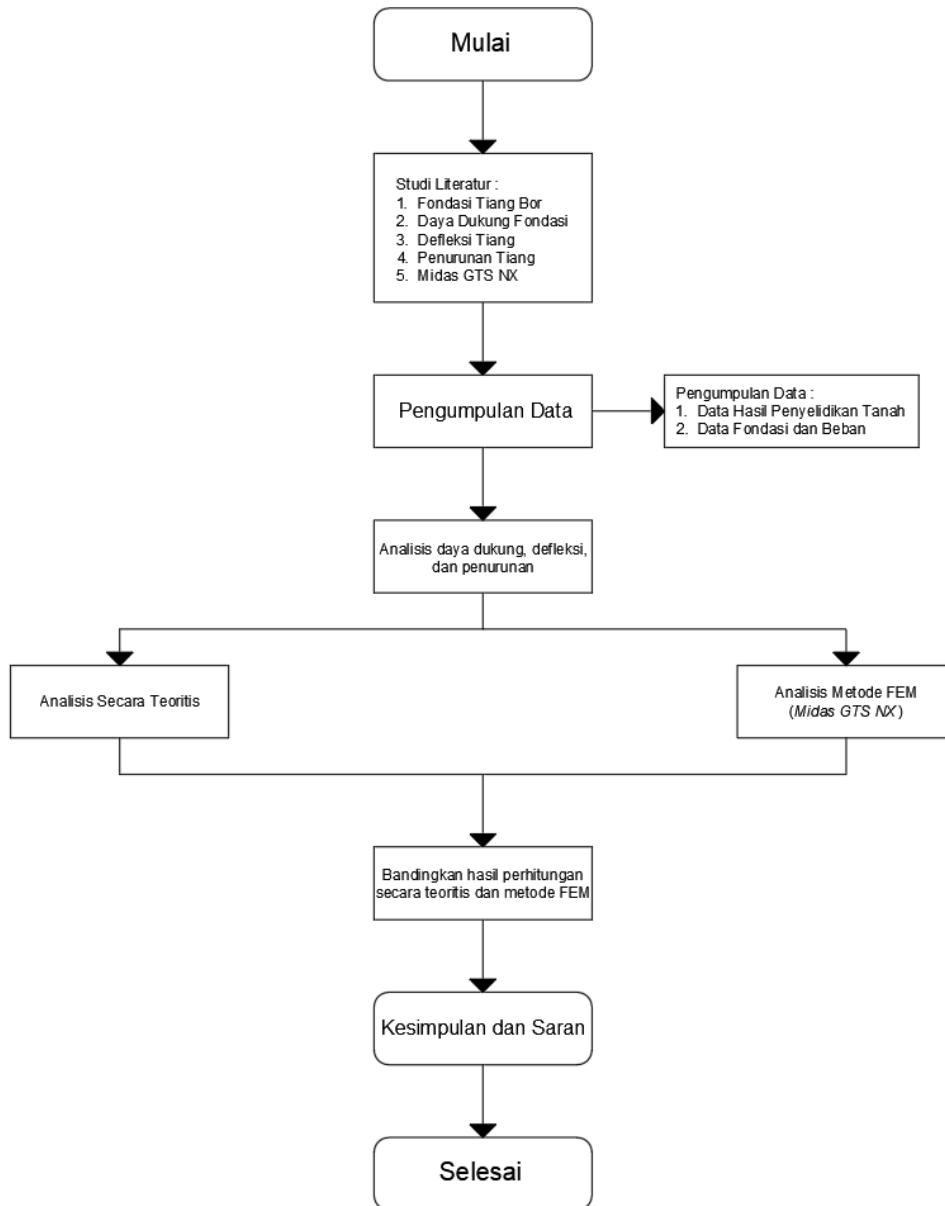 Mulai
Studi Literatur :
1. Fondasi Tiang Bor
2. Daya Dukung Fondasi
3. Defleksi Tiang
4. Penurunan Tiang
5. Midas GTS NX
Pengumpulan Data
Pengumpulan Data :
1. Data Hasil Penyelidikan Tanah
2. Data Fondasi dan Beban
Analisis daya dukung, defleksi,
dan penurunan
Analisis Secara Teoritis
Analisis Metode FEM
(Midas GTS NX)
Bandingkan hasil perhitungan
secara teoritis dan metode FEM
Kesimpulan dan Saran
Selesai